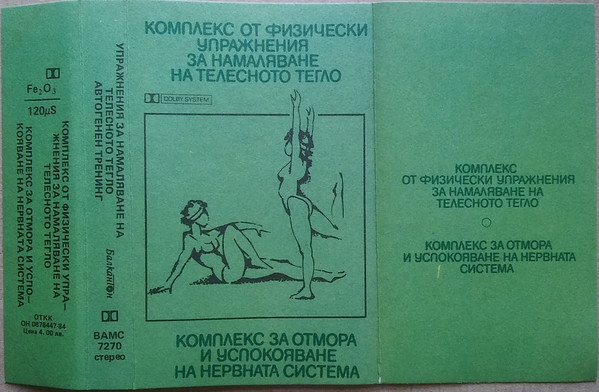 КОМПЛЕКС ОТ ФИЗИЧЕСКИ УПРА–
ЖНЕНИЯ ЗА НАМАЛЯВАНЕ НА
ТЕЛЕСНОТО ТЕГЛО
КОМПЛЕКС ЗА ОТМОРА И УСПО–
КОЯВАНЕ НА НЕРВНАТА СИСТЕМА
Fe₂O₃
120µS
ОТКК
ОН 0978447-84
Цена 4. 00 лв.
УПРАЖНЕНИЯ ЗА НАМАЛЯВАНЕ НА
ТЕЛЕСНОТО ТЕГЛО
АВТОГЕНЕН ТРЕНИНГ
Балкантон
ВАМС
7270
стерео
КОМПЛЕКС ОТ ФИЗИЧЕСКИ
УПРАЖНЕНИЯ
ЗА НАМАЛЯВАНЕ
НА ТЕЛЕСНОТО ТЕГЛО
DOLBY SYSTEM
КОМПЛЕКС ЗА ОТМОРА
И УСПОКОЯВАНЕ
НА НЕРВНАТА СИСТЕМА
КОМПЛЕКС
ОТ ФИЗИЧЕСКИ УПРАЖНЕНИЯ
ЗА НАМАЛЯВАНЕ НА
ТЕЛЕСНОТО ТЕГЛО
КОМПЛЕКС ЗА ОТМОРА
И УСПОКОЯВАНЕ НА НЕРВНАТА
СИСТЕМА